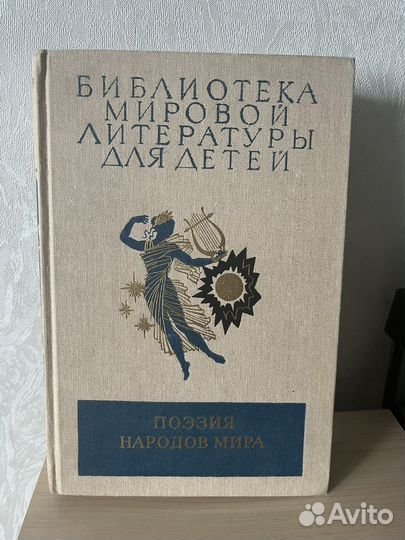 БИБЛИОТЕКА
МИРОВОЙ
ЛИТЕРАТУРЫ
ДЛЯ ДЕТЕЙ
ПОЭЗИЯ
НАРОДОВ МИРА
Avito